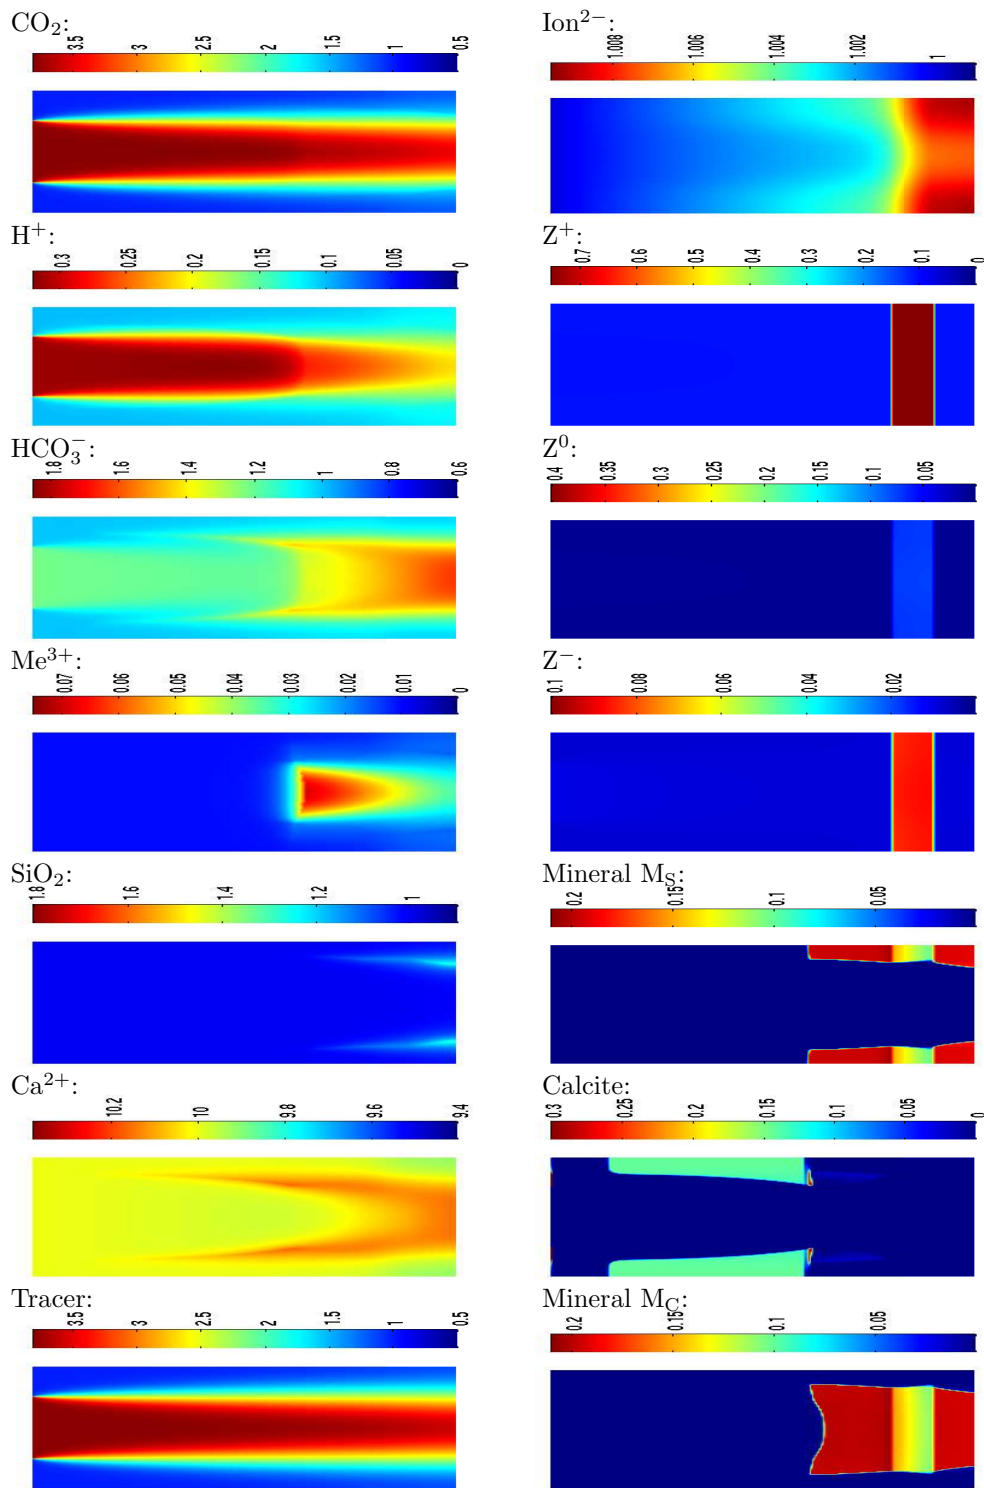 CO₂:
3.5 3 2.5 2 1.5 1 0.5
H⁺:
0.3 0.25 0.2 0.15 0.1 0.05 0
HCO₃⁻:
1.8 1.6 1.4 1.2 1 0.8 0.6
Me³⁺:
0.07 0.06 0.05 0.04 0.03 0.02 0.01 0
SiO₂:
1.8 1.6 1.4 1.2 1
Ca²⁺:
10.2 10 9.8 9.6 9.4
Tracer:
3.5 3 2.5 2 1.5 1 0.5
Ion²⁻:
1.008 1.006 1.004 1.002 1
Z⁺:
0.7 0.6 0.5 0.4 0.3 0.2 0.1 0
Z⁰:
0.4 0.35 0.3 0.25 0.2 0.15 0.1 0.05
Z⁻:
0.1 0.08 0.06 0.04 0.02
Mineral M_S:
0.2 0.15 0.1 0.05
Calcite:
0.3 0.25 0.2 0.15 0.1 0.05 0
Mineral M_C:
0.2 0.15 0.1 0.05